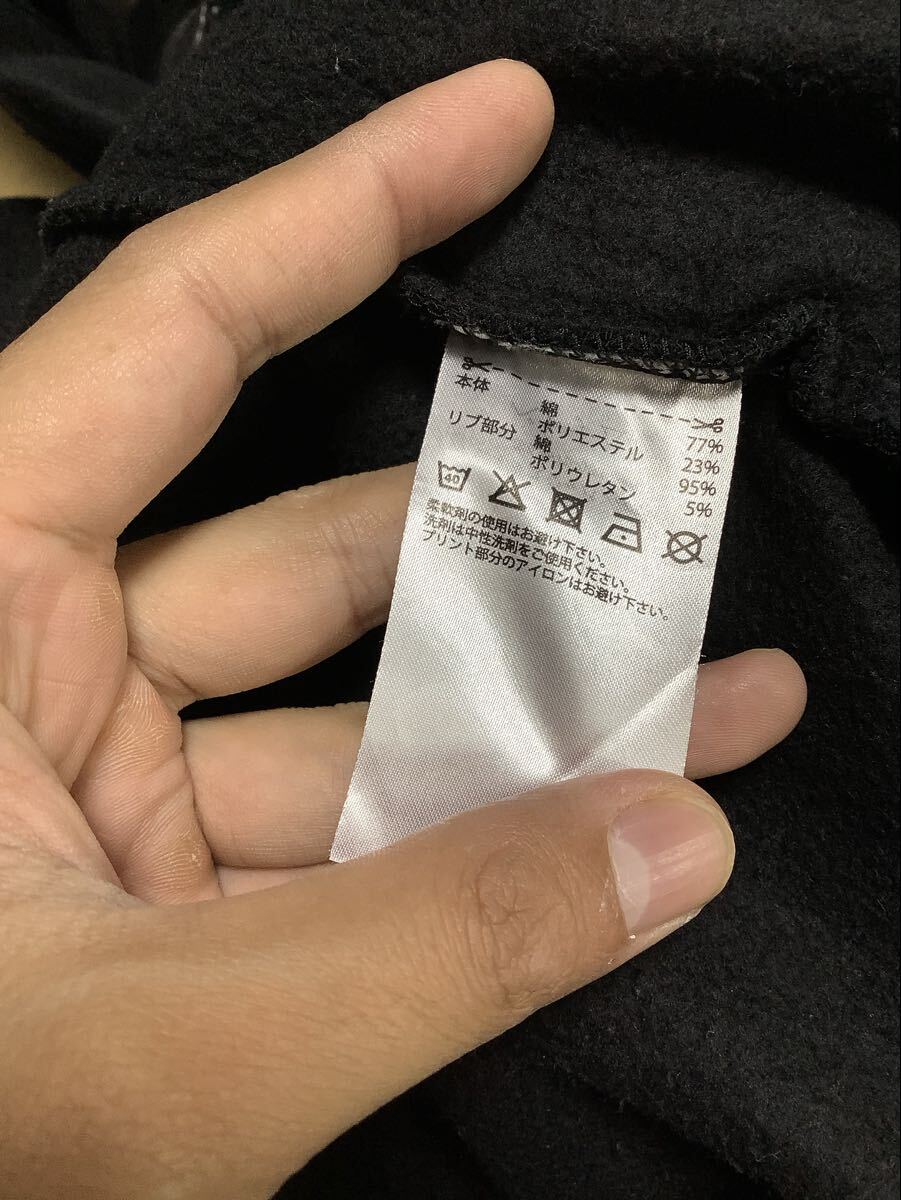 本体 綿 77%
ポリエステル 23%
リブ部分 綿 95%
ポリウレタン 5%
40
柔軟剤の使用はお避け下さい。
洗剤は中性洗剤をご使用ください。
プリント部分のアイロンはお避け下さい。